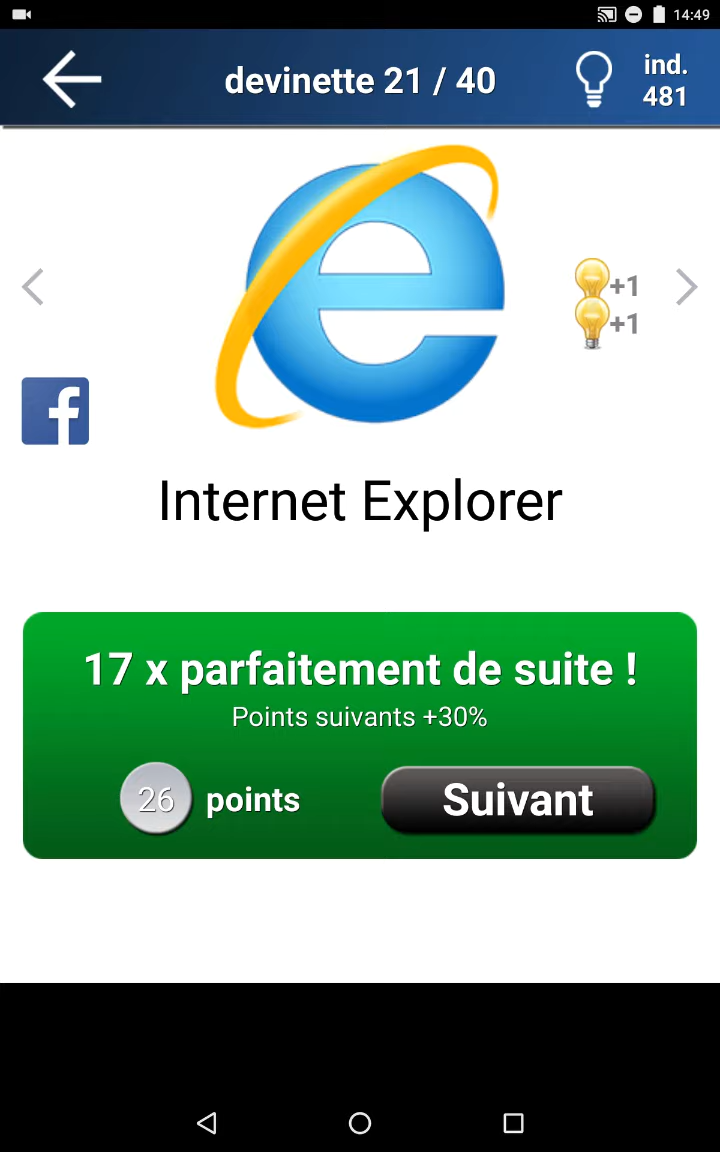 14:49
devinette 21 / 40
ind.
481
+1
+1
Internet Explorer
17 x parfaitement de suite !
Points suivants +30%
26 points
Suivant